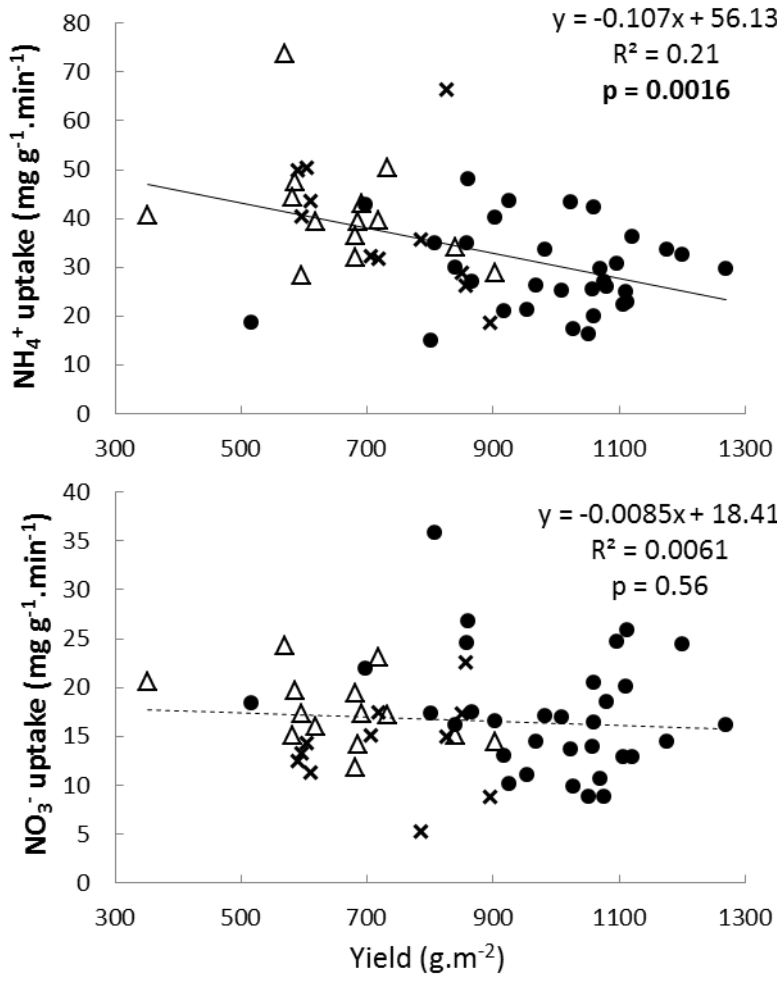 y = -0.107x + 56.13
R² = 0.21
p = 0.0016
NH₄⁺ uptake (mg g⁻¹.min⁻¹)
80
70
60
50
40
30
20
10
0
300 500 700 900 1100 1300
y = -0.0085x + 18.41
R² = 0.0061
p = 0.56
NO₃⁻ uptake (mg g⁻¹.min⁻¹)
40
35
30
25
20
15
10
5
0
300 500 700 900 1100 1300
Yield (g.m⁻²)